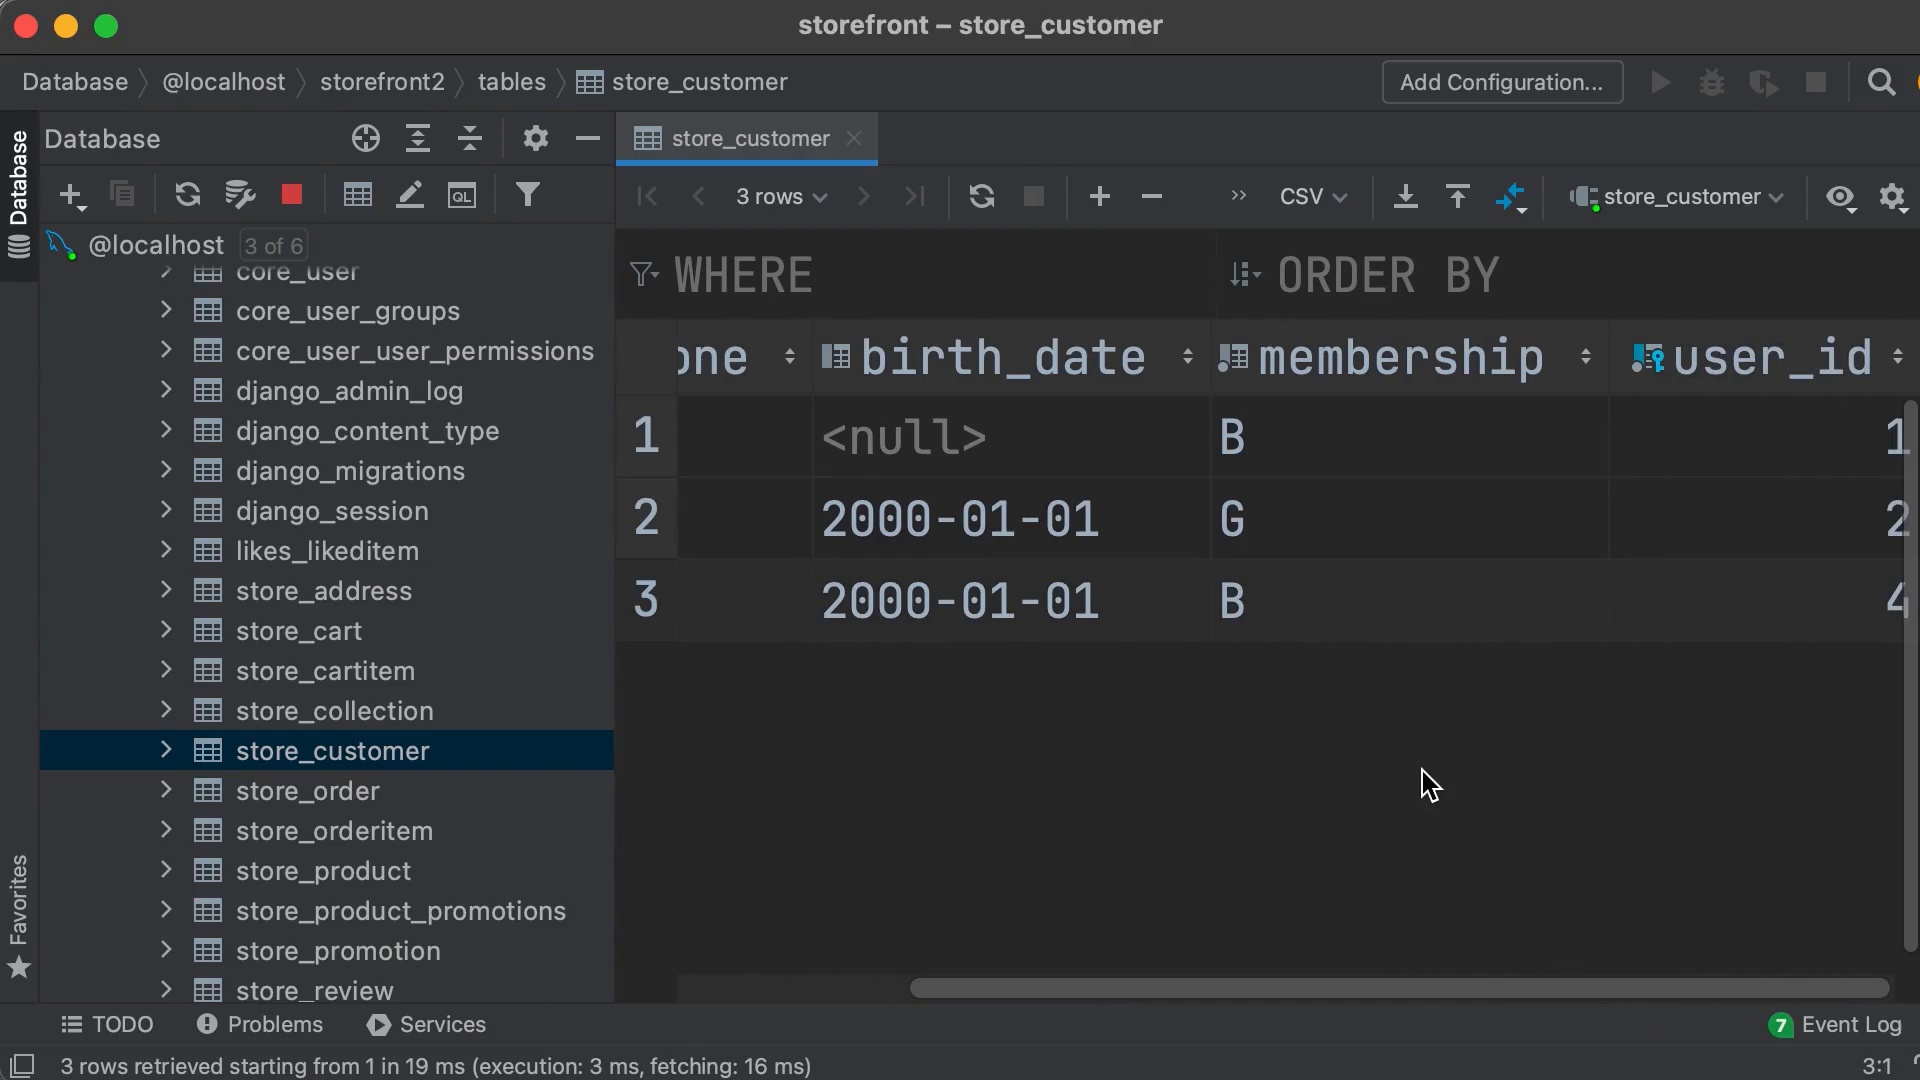 storefront – store_customer
Database @localhost storefront2 tables store_customer Add Configuration...
Database
Database
store_customer
QL
3 rows
CSV
store_customer
@localhost 3 of 6
core_user
core_user_groups
core_user_user_permissions
django_admin_log
django_content_type
django_migrations
django_session
likes_likeditem
store_address
store_cart
store_cartitem
store_collection
store_customer
store_order
store_orderitem
store_product
store_product_promotions
store_promotion
store_review
Favorites
WHERE ORDER BY
one birth_date membership user_id
1 <null> B 1
2 2000-01-01 G 2
3 2000-01-01 B 4
TODO Problems Services 7 Event Log
3 rows retrieved starting from 1 in 19 ms (execution: 3 ms, fetching: 16 ms) 3:1